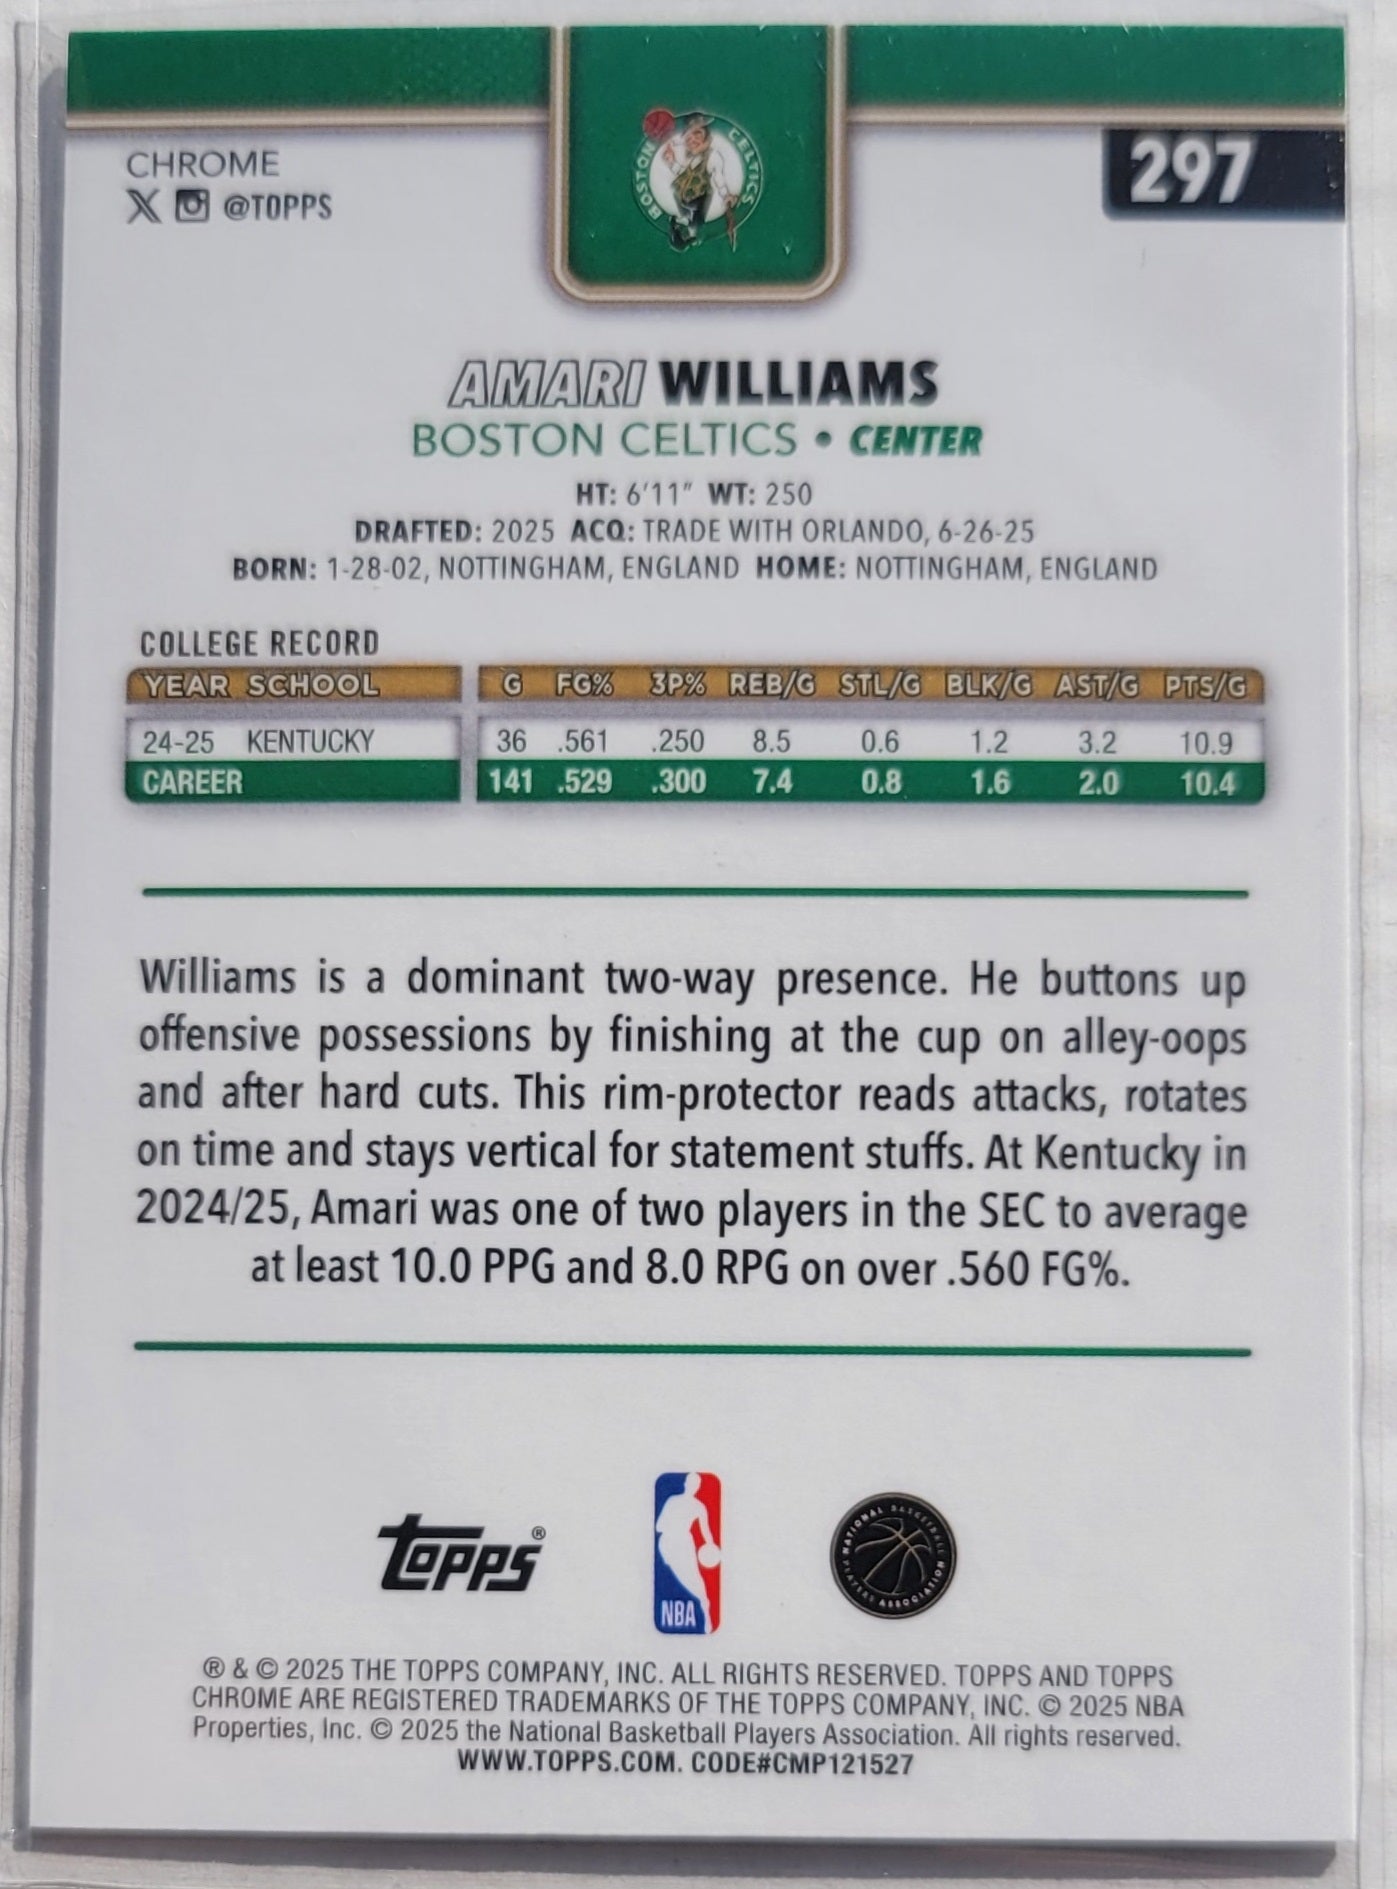 297
CHROME
X @TOPPS
BOSTON CELTICS
AMARI WILLIAMS
BOSTON CELTICS • CENTER
HT: 6'11" WT: 250
DRAFTED: 2025 ACQ: TRADE WITH ORLANDO, 6-26-25
BORN: 1-28-02, NOTTINGHAM, ENGLAND HOME: NOTTINGHAM, ENGLAND
COLLEGE RECORD
YEAR SCHOOL G FG% 3P% REB/G STL/G BLK/G AST/G PTS/G
24-25 KENTUCKY 36 .561 .250 8.5 0.6 1.2 3.2 10.9
CAREER 141 .529 .300 7.4 0.8 1.6 2.0 10.4
Williams is a dominant two-way presence. He buttons up
offensive possessions by finishing at the cup on alley-oops
and after hard cuts. This rim-protector reads attacks, rotates
on time and stays vertical for statement stuffs. At Kentucky in
2024/25, Amari was one of two players in the SEC to average
at least 10.0 PPG and 8.0 RPG on over .560 FG%.
Topps®
NBA
NATIONAL BASKETBALL PLAYERS ASSOCIATION
® & © 2025 THE TOPPS COMPANY, INC. ALL RIGHTS RESERVED. TOPPS AND TOPPS
CHROME ARE REGISTERED TRADEMARKS OF THE TOPPS COMPANY, INC. © 2025 NBA
Properties, Inc. © 2025 the National Basketball Players Association. All rights reserved.
WWW.TOPPS.COM. CODE#CMP121527